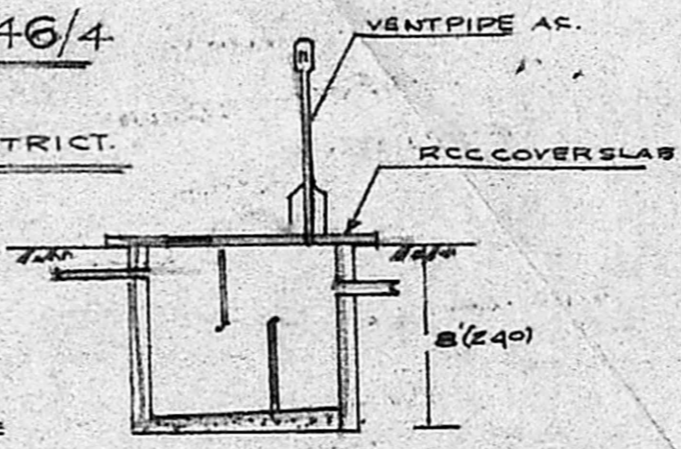 46/4
VENTPIPE AC.
TRICT.
RCC COVER SLAB
8'(240)